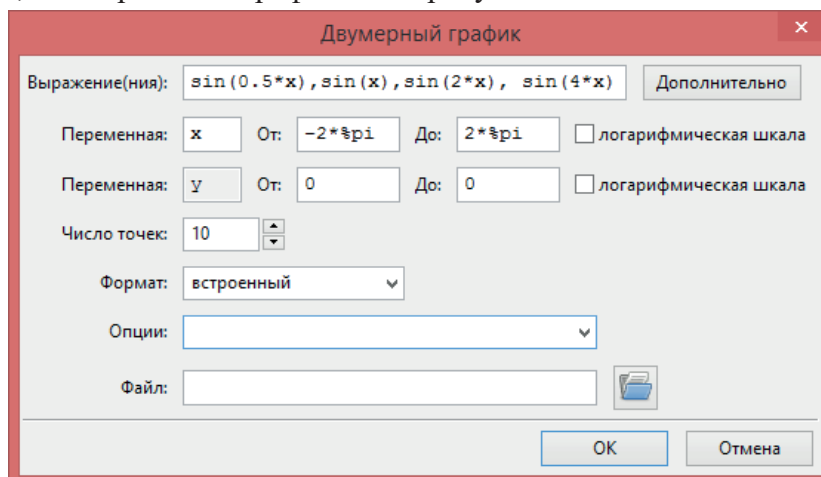 Двумерный график
Выражение(ния): sin(0.5*x),sin(x),sin(2*x), sin(4*x) Дополнительно
Переменная: x От: -2*%pi До: 2*%pi логарифмическая шкала
Переменная: y От: 0 До: 0 логарифмическая шкала
Число точек: 10
Формат: встроенный
Опции:
Файл:
OK Отмена